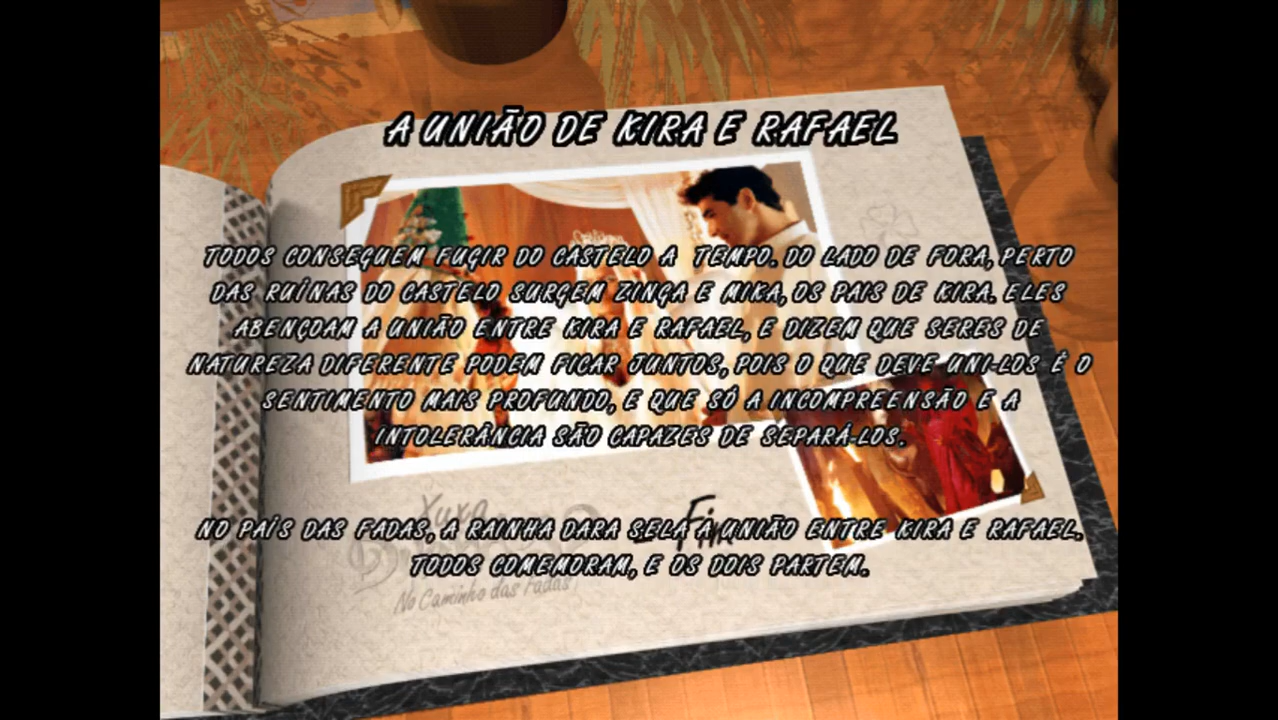 A UNIÃO DE KIRA E RAFAEL
TODOS CONSEGUEM FUGIR DO CASTELO A TEMPO. DO LADO DE FORA, PERTO
DAS RUÍNAS DO CASTELO SURGEM ZINGA E MIKA, OS PAIS DE KIRA. ELES
ABENÇOAM A UNIÃO ENTRE KIRA E RAFAEL, E DIZEM QUE SERES DE
NATUREZA DIFERENTE PODEM FICAR JUNTOS, POIS O QUE DEVE UNI-LOS É O
SENTIMENTO MAIS PROFUNDO, E QUE SÓ A INCOMPREENSÃO E A
INTOLERÂNCIA SÃO CAPAZES DE SEPARÁ-LOS.
NO PAÍS DAS FADAS, A RAINHA DARA SELA A UNIÃO ENTRE KIRA E RAFAEL.
TODOS COMEMORAM, E OS DOIS PARTEM.
Fim
No Caminho das Fadas